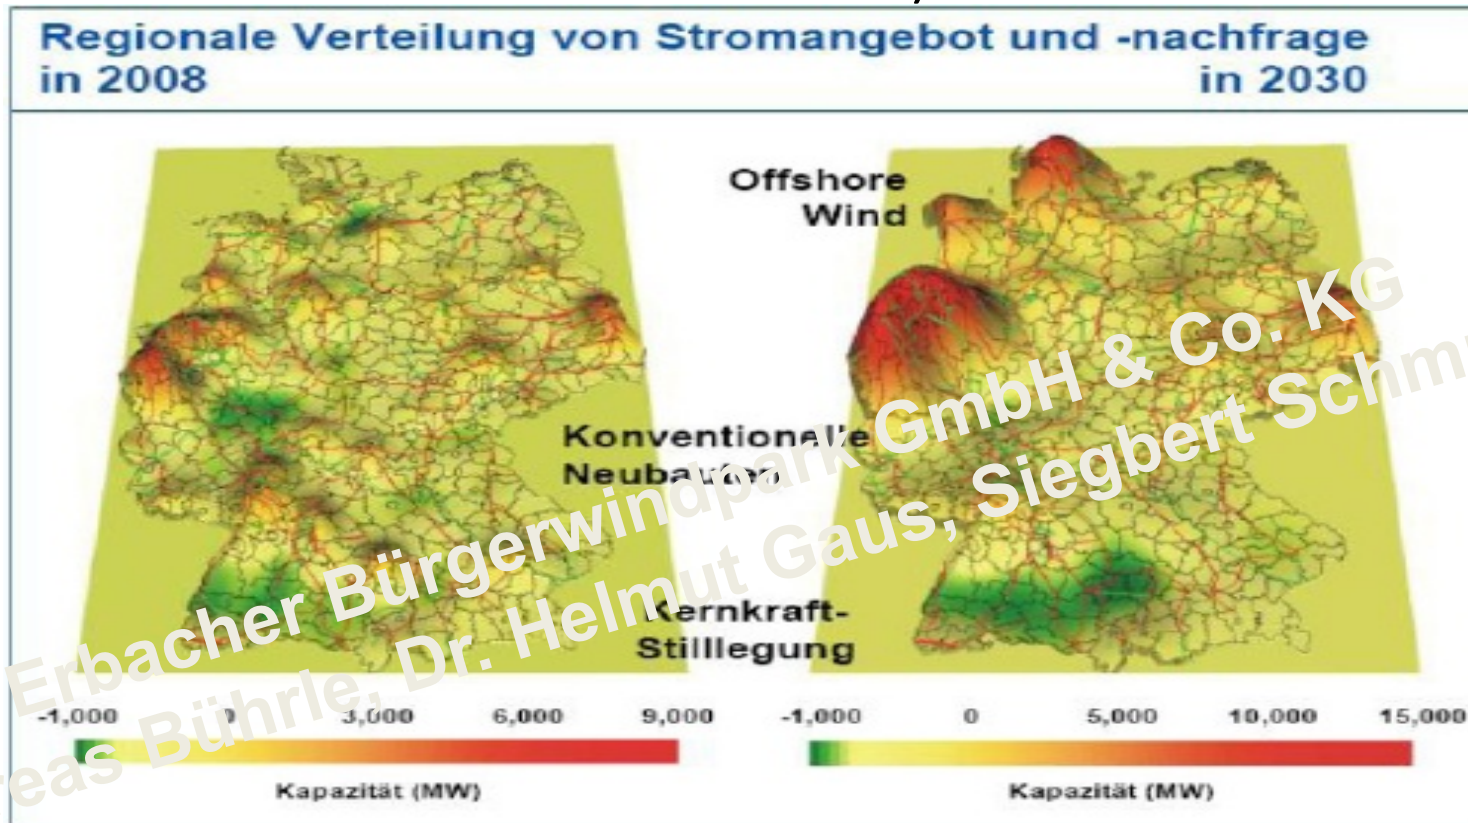 Regionale Verteilung von Stromangebot und -nachfrage
in 2008
in 2030
Offshore
Wind
Konventionelle
Neubauten
Kernkraft-
Stilllegung
Erbacher Bürgerwindpark GmbH & Co. KG
Bührle, Dr. Helmut Gaus, Siegbert
-1,000 0 3,000 6,000 9,000
Kapazität (MW)
-1,000 0 5,000 10,000 15,000
Kapazität (MW)